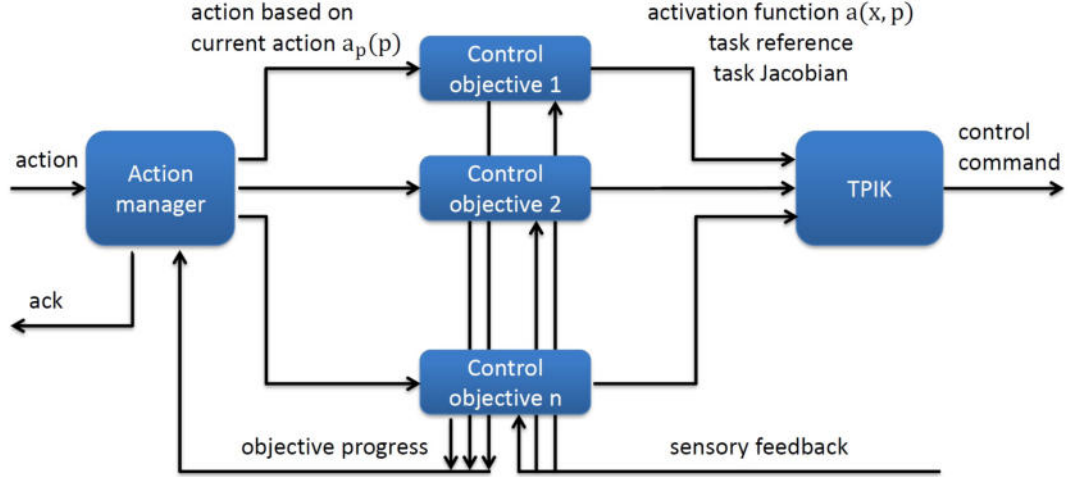 action based on
current action aₚ(p)
activation function a(x, p)
task reference
task Jacobian
Control
objective 1
action
Action
manager
Control
objective 2
TPIK
control
command
ack
Control
objective n
objective progress
sensory feedback